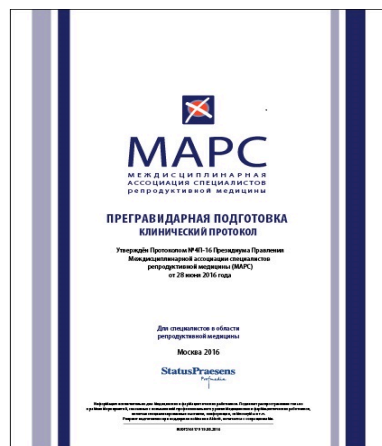 МАРС
МЕЖДИСЦИПЛИНАРНАЯ
АССОЦИАЦИЯ СПЕЦИАЛИСТОВ
РЕПРОДУКТИВНОЙ МЕДИЦИНЫ
ПРЕГРАВИДАРНАЯ ПОДГОТОВКА
КЛИНИЧЕСКИЙ ПРОТОКОЛ
Утверждён Протоколом №4П-16 Президиума Правления
Междисциплинарной ассоциации специалистов
репродуктивной медицины (МАРС)
от 28 июня 2016 года
Для специалистов в области
репродуктивной медицины
Москва 2016
StatusPraesens
Profmedia